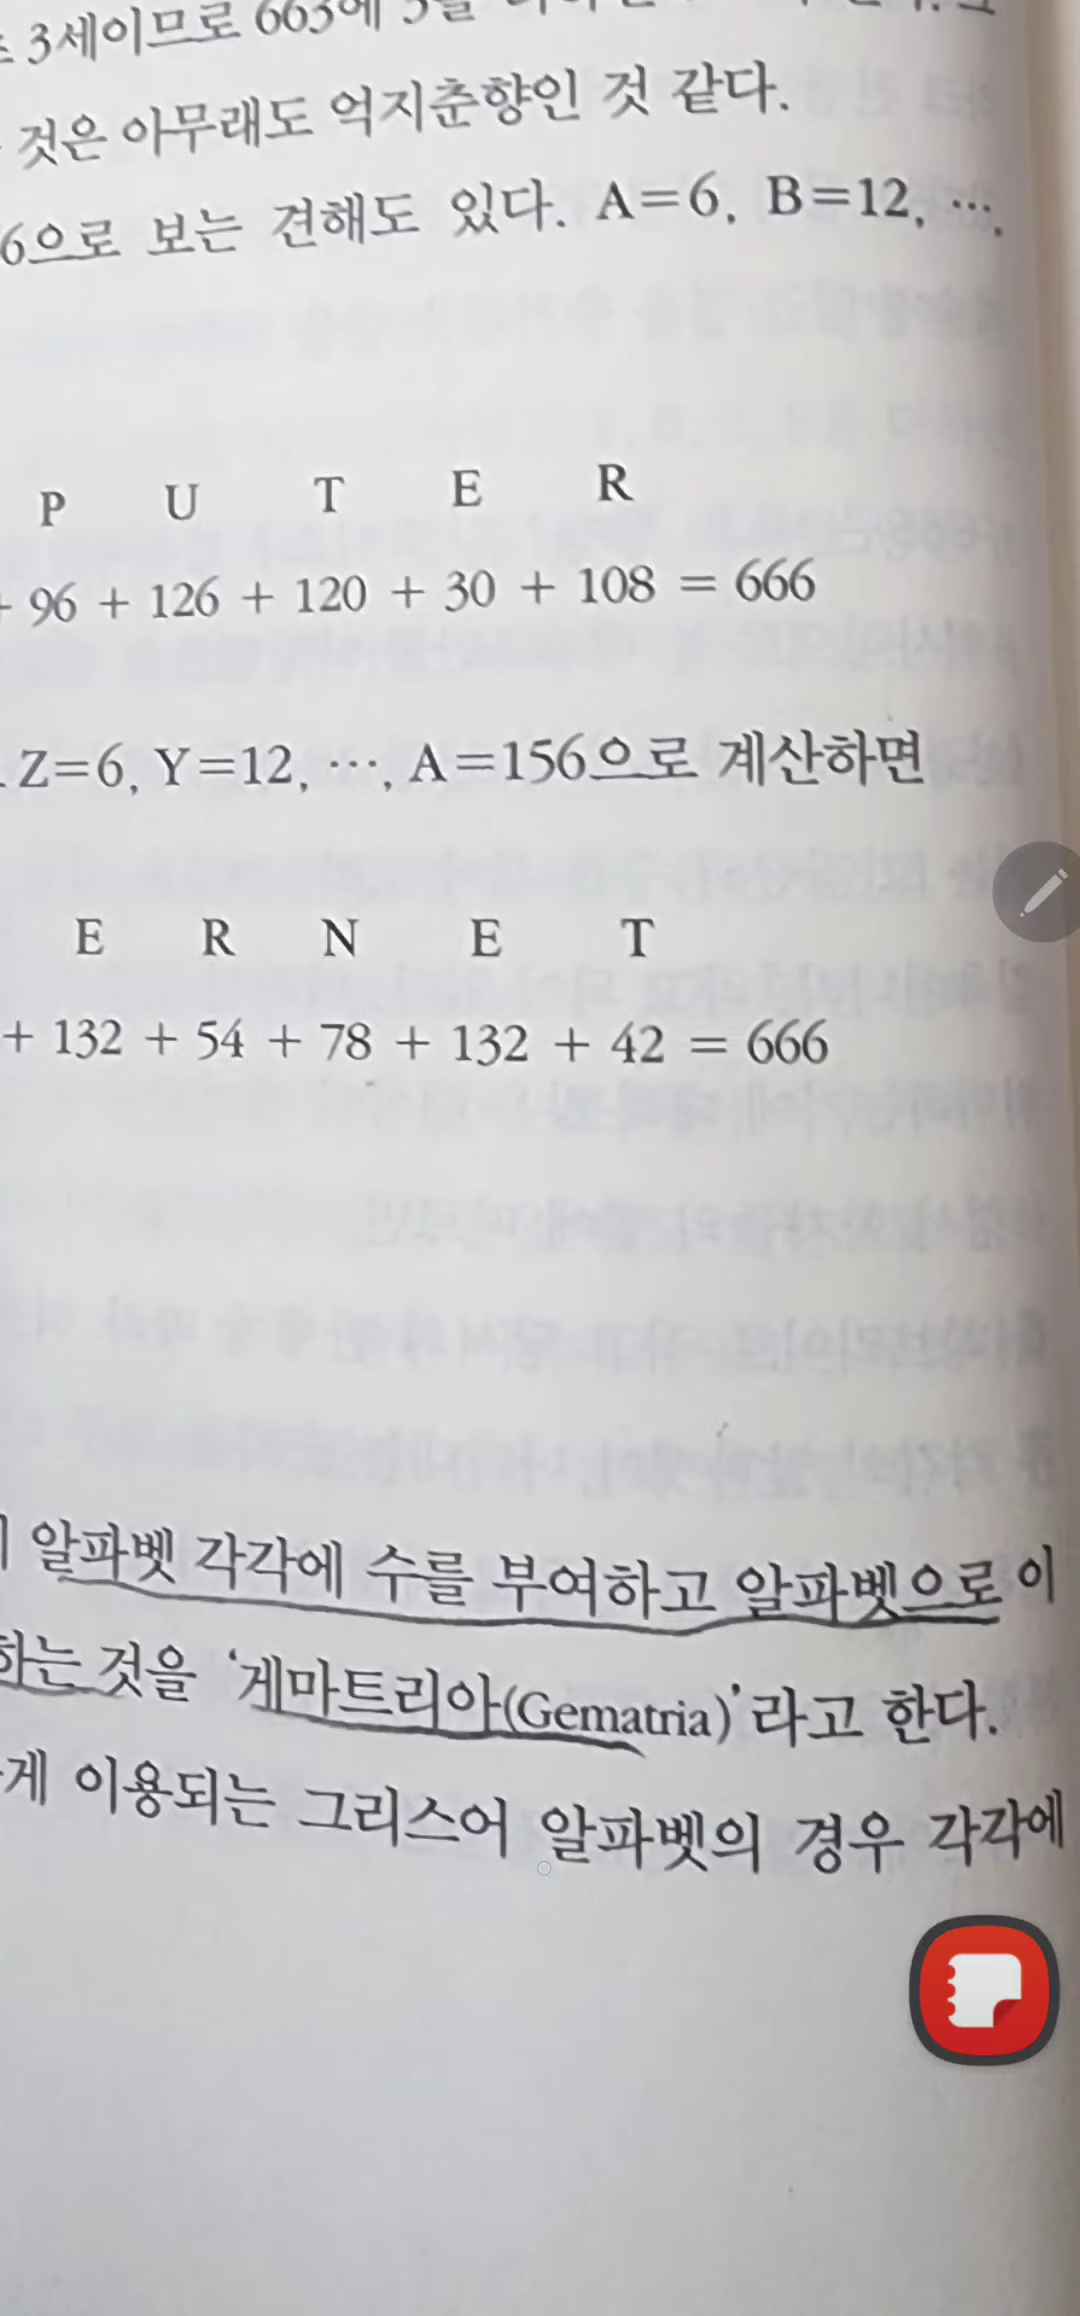 3세이므로 663에 3을
것은 아무래도 억지춘향인 것 같다.
6으로 보는 견해도 있다. A=6, B=12, ⋯,
P U T E R
96 + 126 + 120 + 30 + 108 = 666
Z=6, Y=12, ⋯, A=156으로 계산하면
E R N E T
+ 132 + 54 + 78 + 132 + 42 = 666
알파벳 각각에 수를 부여하고 알파벳으로 이
하는 것을 ‘게마트리아(Gematria)’라고 한다.
게 이용되는 그리스어 알파벳의 경우 각각에